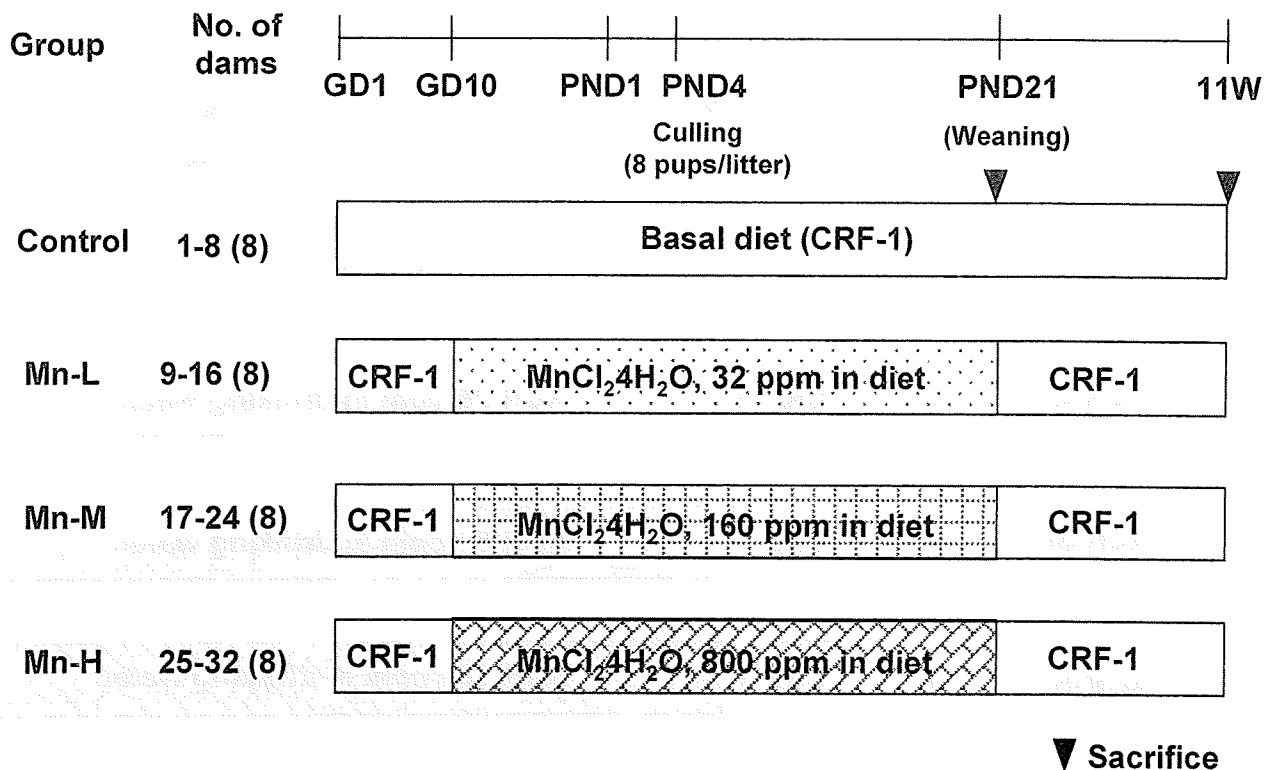 Group
No. of
dams
GD1 GD10 PND1 PND4 PND21 11W
Culling
(8 pups/litter)
(Weaning)
Control 1-8 (8) Basal diet (CRF-1)
Mn-L 9-16 (8) CRF-1 MnCl₂4H₂O, 32 ppm in diet CRF-1
Mn-M 17-24 (8) CRF-1 MnCl₂4H₂O, 160 ppm in diet CRF-1
Mn-H 25-32 (8) CRF-1 MnCl₂4H₂O, 800 ppm in diet CRF-1
▼ Sacrifice